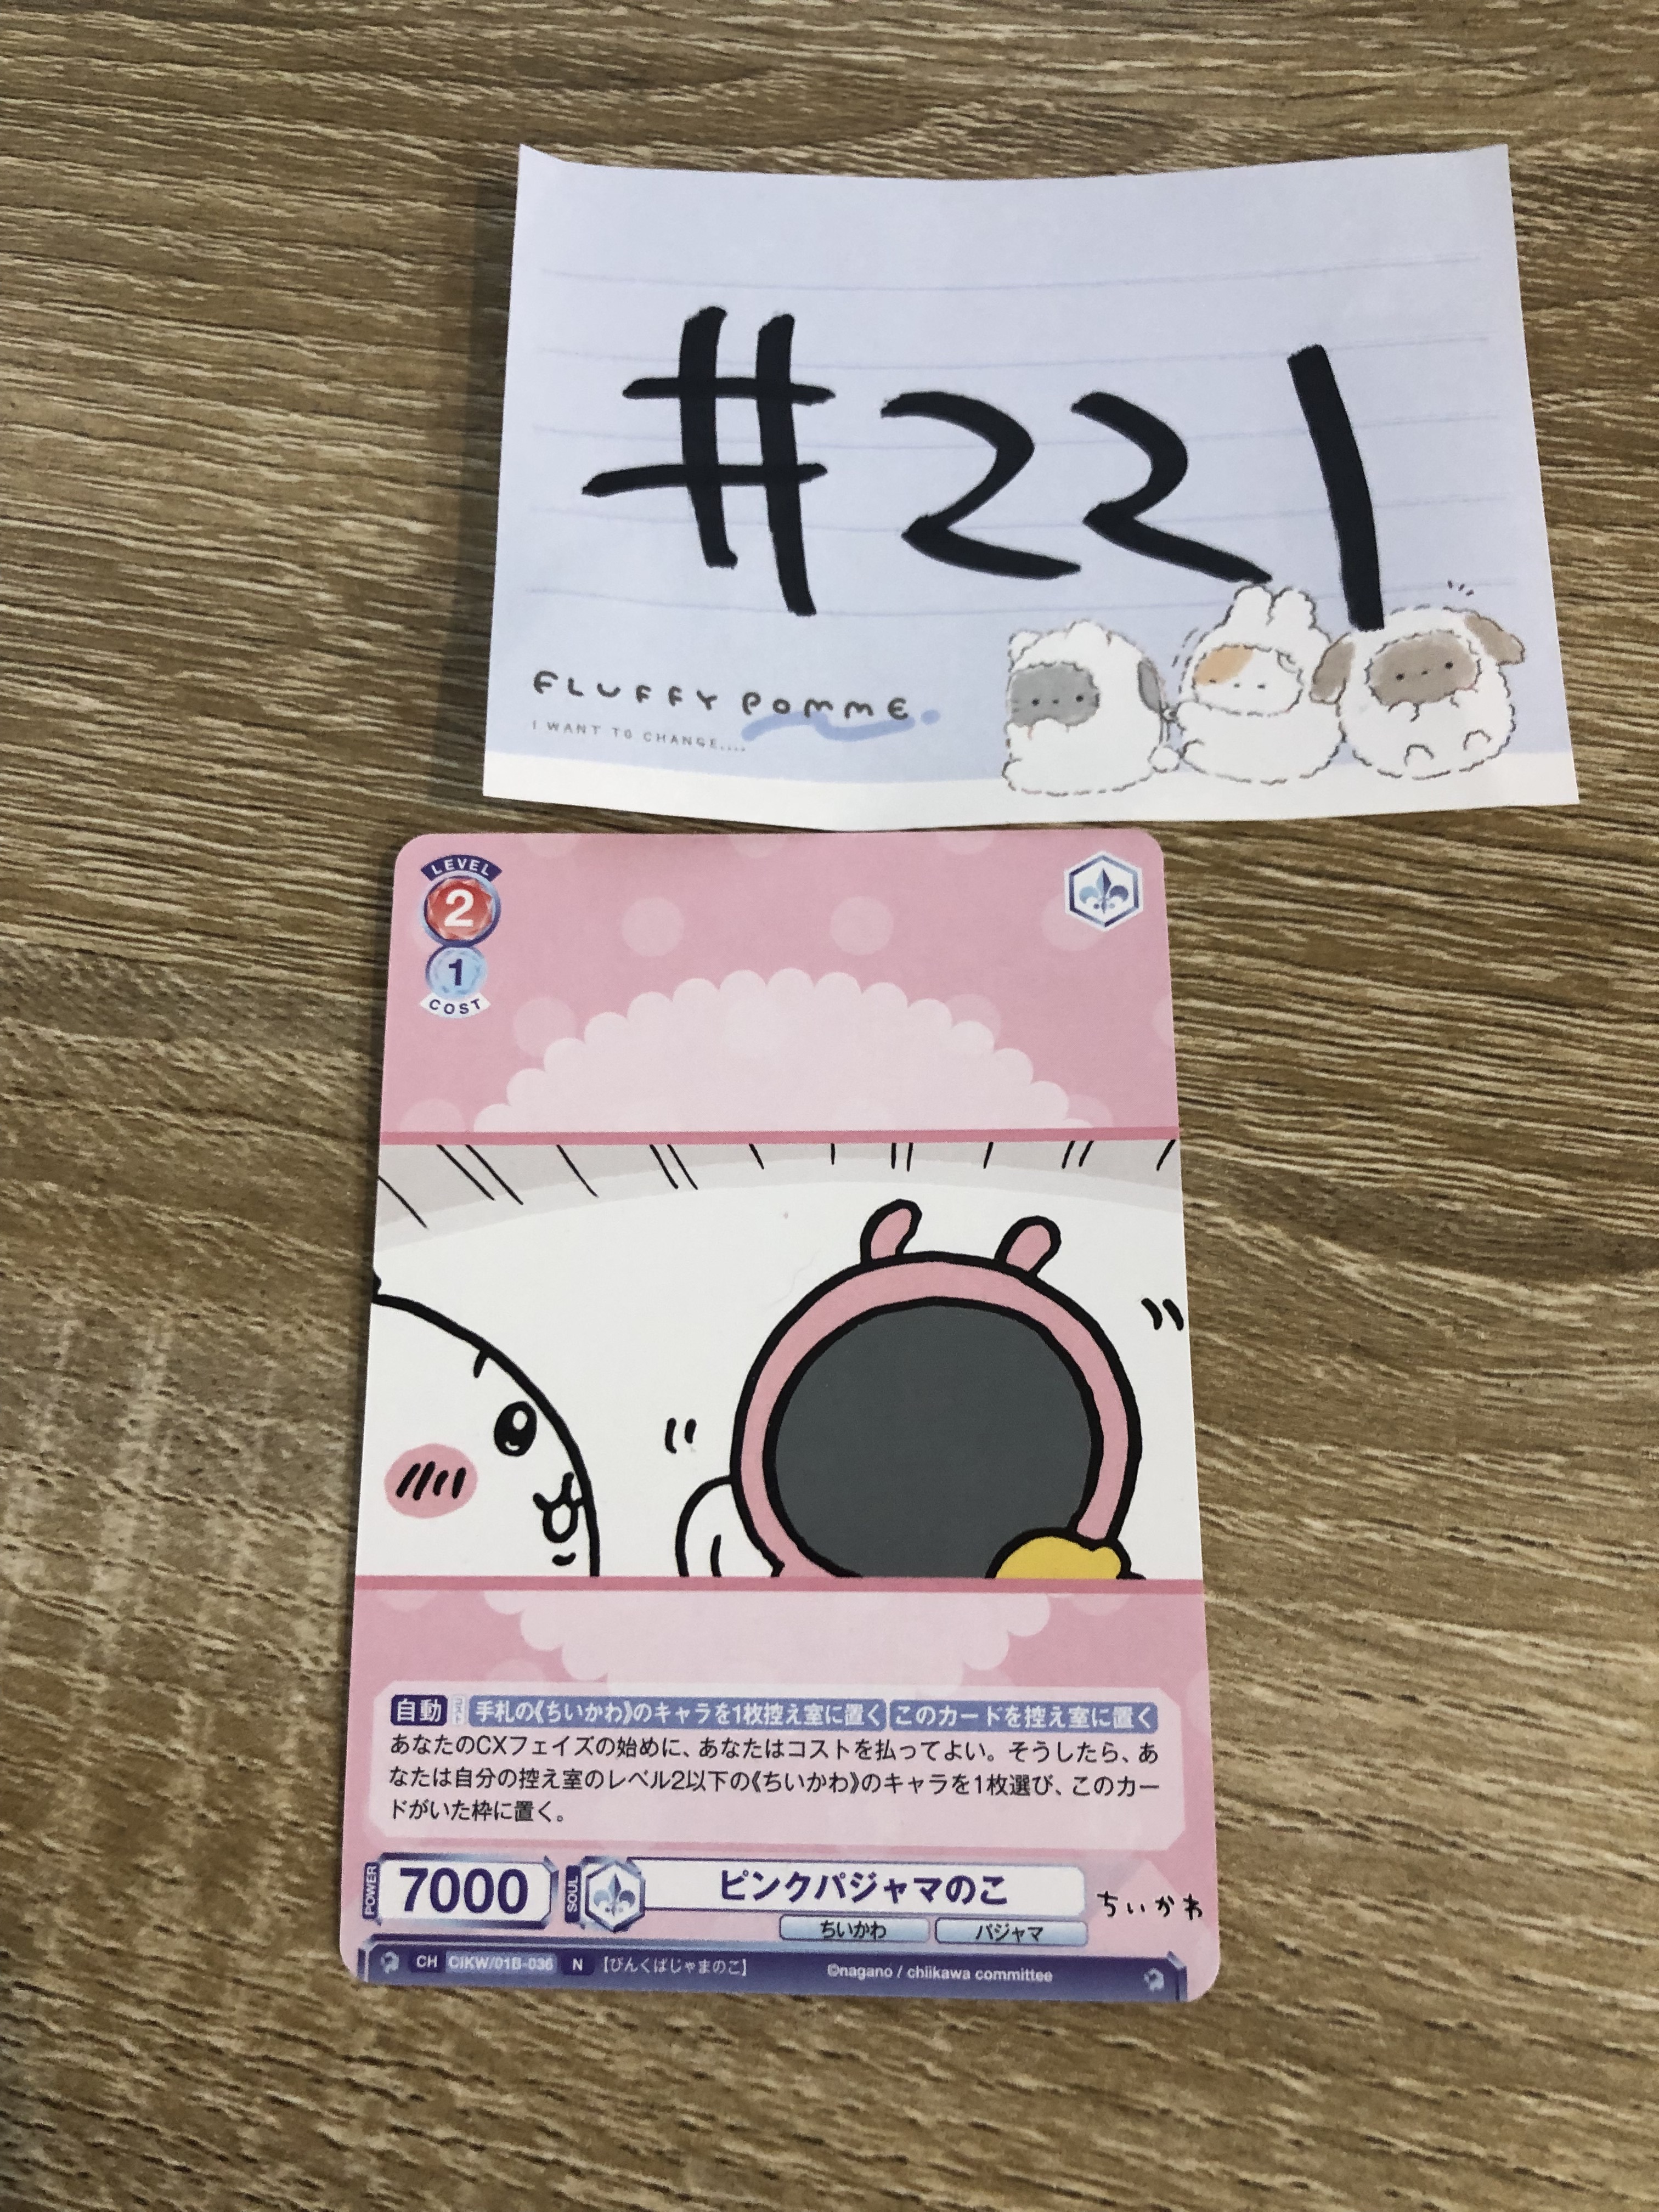 #221
FLUFFY POMME.
I WANT TO CHANGE....
LEVEL
2
1
COST
自動 コスト 手札の《ちいかわ》のキャラを1枚控え室に置く このカードを控え室に置く
あなたのCXフェイズの始めに、あなたはコストを払ってよい。そうしたら、あ
なたは自分の控え室のレベル2以下の《ちいかわ》のキャラを1枚選び、このカー
ドがいた枠に置く。
POWER 7000 SOUL ピンクパジャマのこ
ちいかわ
ちいかわ パジャマ
CH CIKW/01B-036 N 【ぴんくぱじゃまのこ】 ©nagano / chiikawa committee